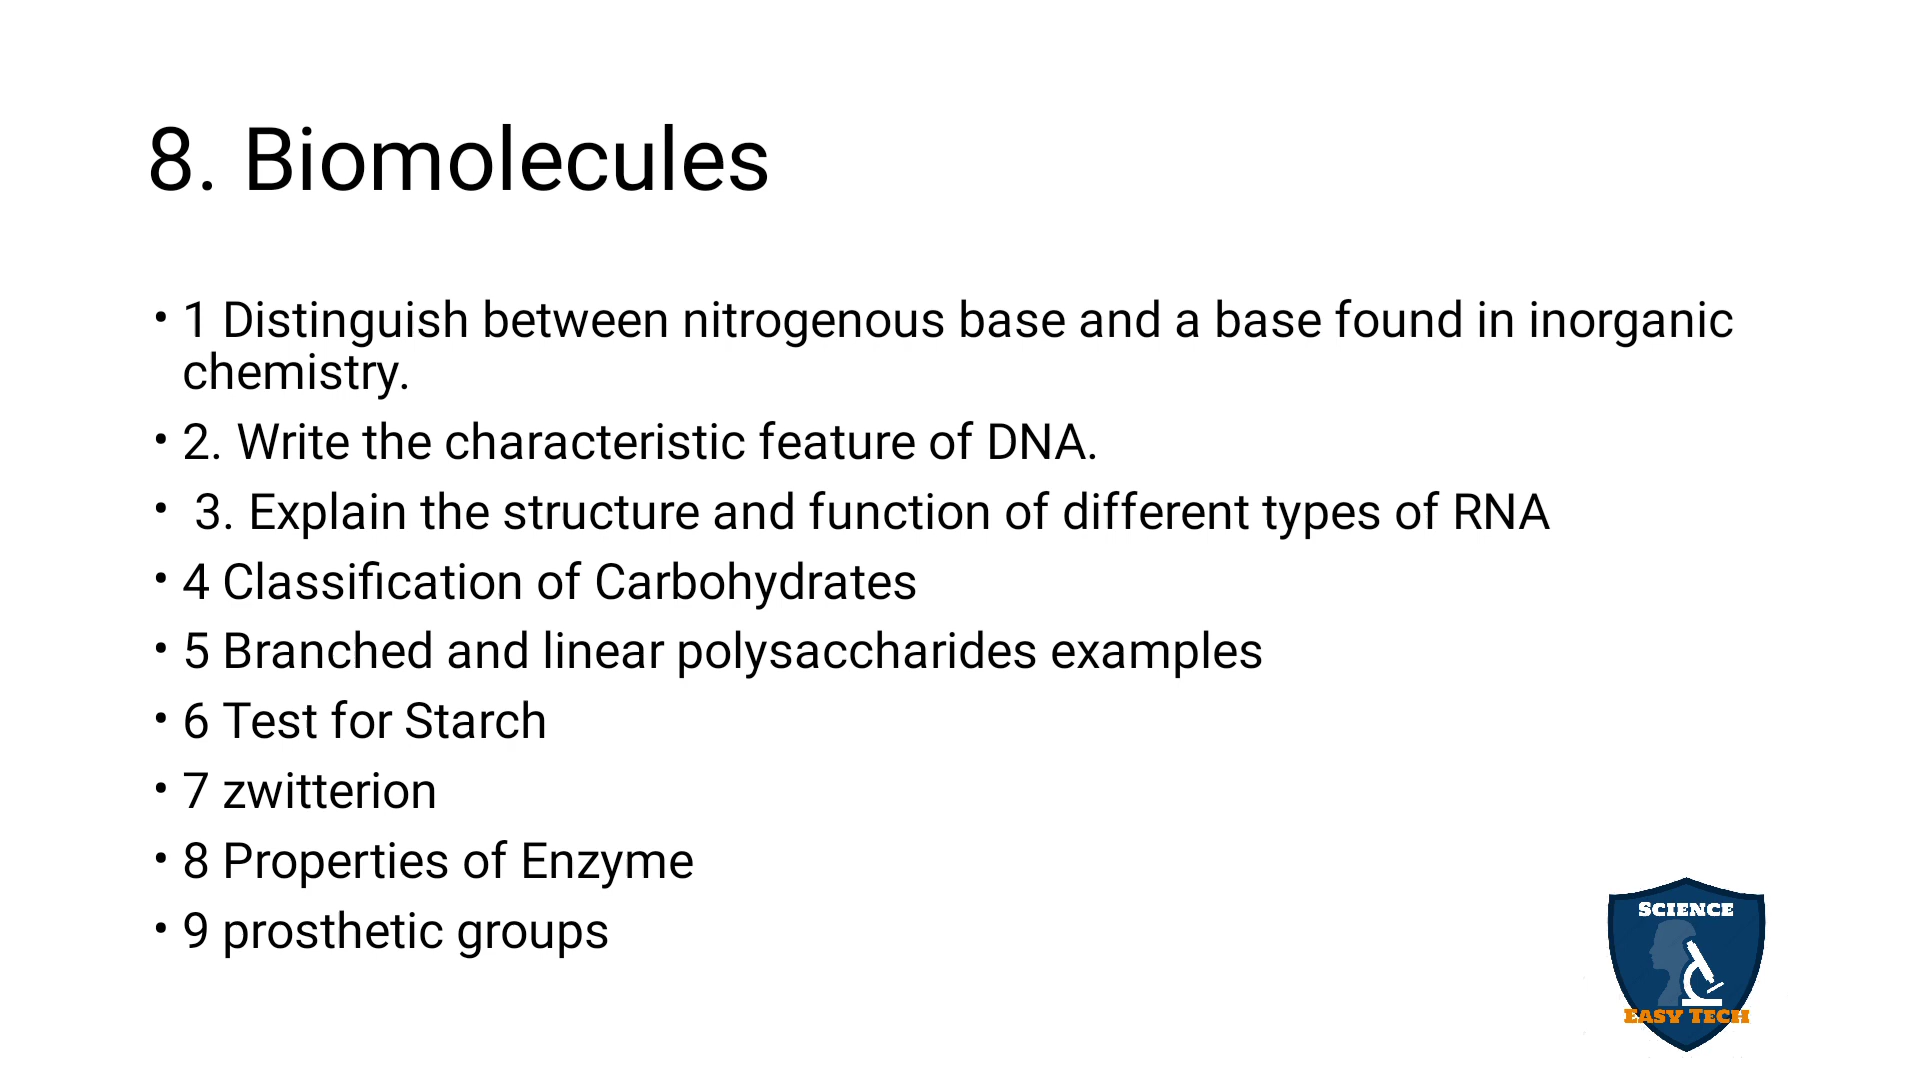 8. Biomolecules
• 1 Distinguish between nitrogenous base and a base found in inorganic
chemistry.
• 2. Write the characteristic feature of DNA.
• 3. Explain the structure and function of different types of RNA
• 4 Classification of Carbohydrates
• 5 Branched and linear polysaccharides examples
• 6 Test for Starch
• 7 zwitterion
• 8 Properties of Enzyme
• 9 prosthetic groups
SCIENCE
EASY TECH